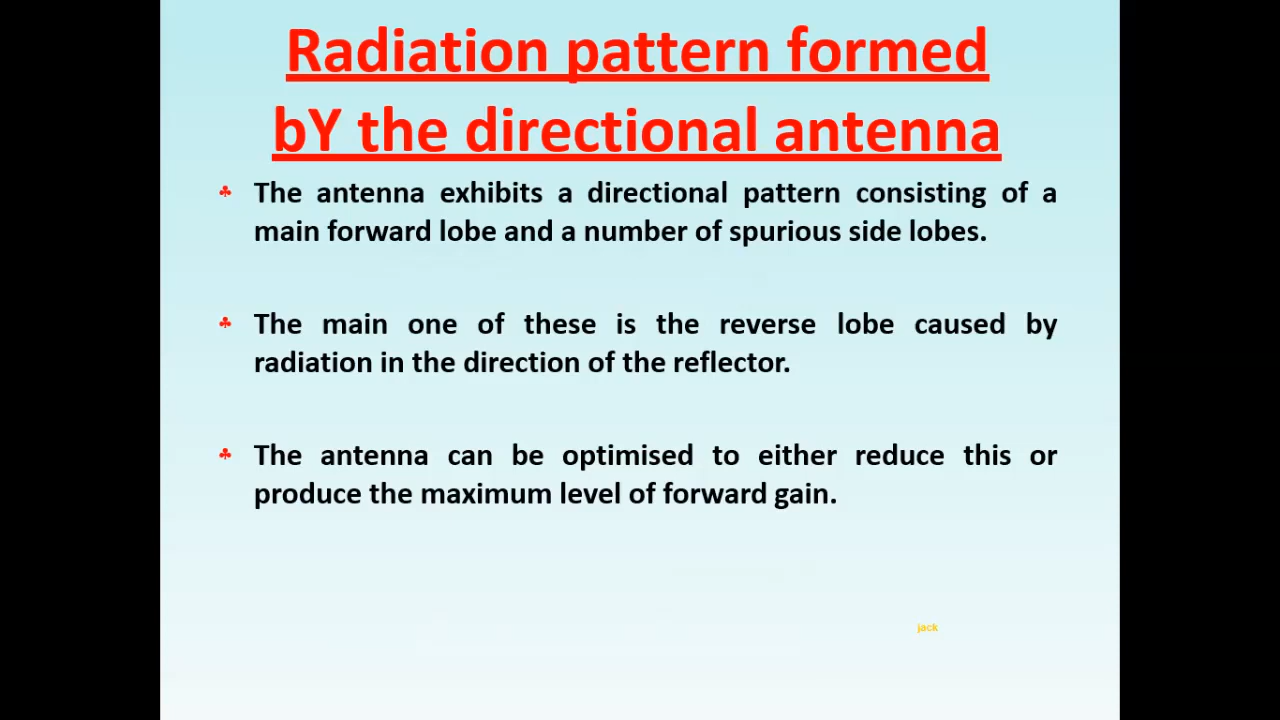 Radiation pattern formed
bY the directional antenna
♣ The antenna exhibits a directional pattern consisting of a
main forward lobe and a number of spurious side lobes.
♣ The main one of these is the reverse lobe caused by
radiation in the direction of the reflector.
♣ The antenna can be optimised to either reduce this or
produce the maximum level of forward gain.
jack